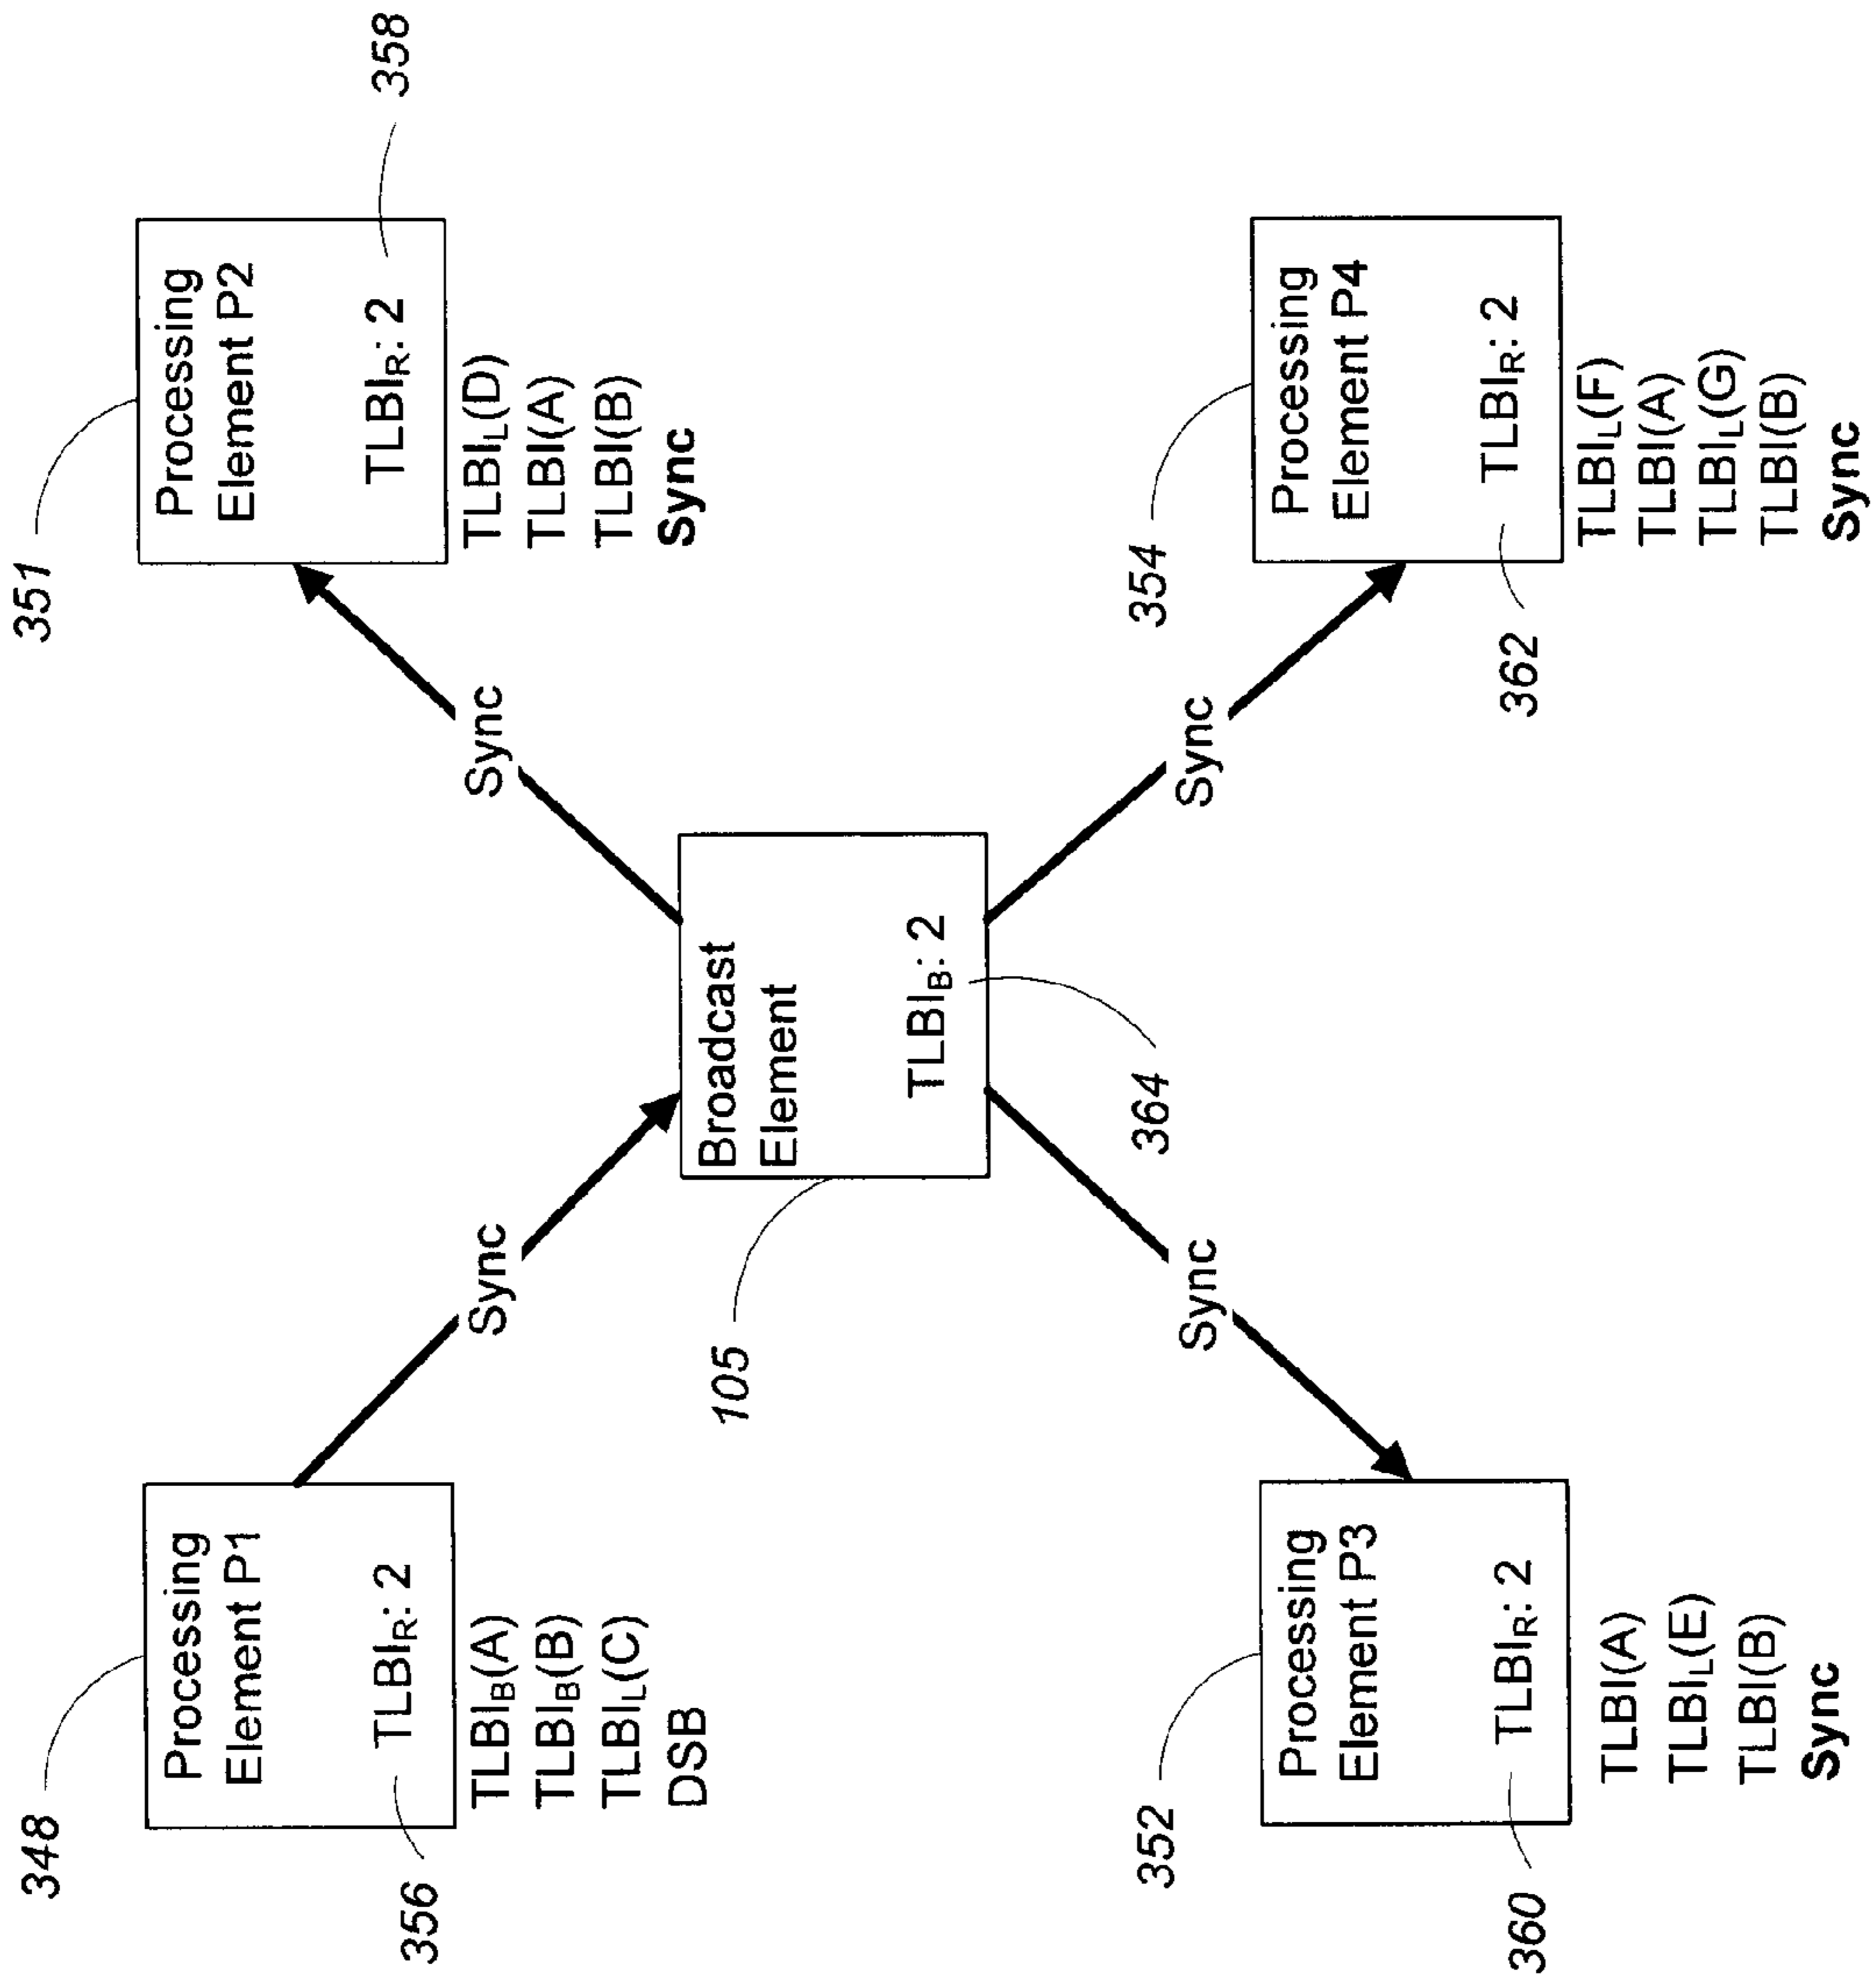 348
Processing
Element P1
TLBIR: 2
356
TLBIB(A)
TLBIB(B)
TLBIL(C)
DSB
Sync
351
Processing
Element P2
TLBIR: 2
358
TLBIL(D)
TLBI(A)
TLBI(B)
Sync
Sync
105
Broadcast
Element
TLBIB: 2
364
352
Processing
Element P3
TLBIR: 2
360
TLBI(A)
TLBIL(E)
TLBI(B)
Sync
Sync
354
Processing
Element P4
TLBIR: 2
362
TLBIL(F)
TLBI(A)
TLBIL(G)
TLBI(B)
Sync
Sync